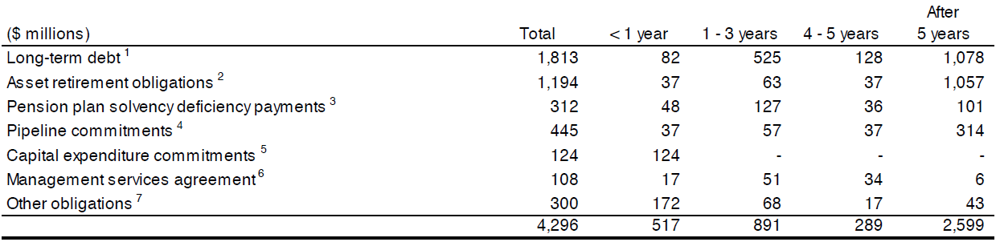 After
($ millions) Total < 1 year 1 - 3 years 4 - 5 years 5 years
Long-term debt 1 1,813 82 525 128 1,078
Asset retirement obligations 2 1,194 37 63 37 1,057
Pension plan solvency deficiency payments 3 312 48 127 36 101
Pipeline commitments 4 445 37 57 37 314
Capital expenditure commitments 5 124 124 - - -
Management services agreement 6 108 17 51 34 6
Other obligations 7 300 172 68 17 43
4,296 517 891 289 2,599